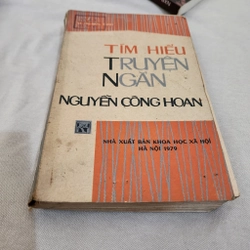 TÌM HIỂU
TRUYỆN
NGẮN
NGUYỄN CÔNG HOAN
NHÀ XUẤT BẢN KHOA HỌC XÃ HỘI
HÀ NỘI 1979